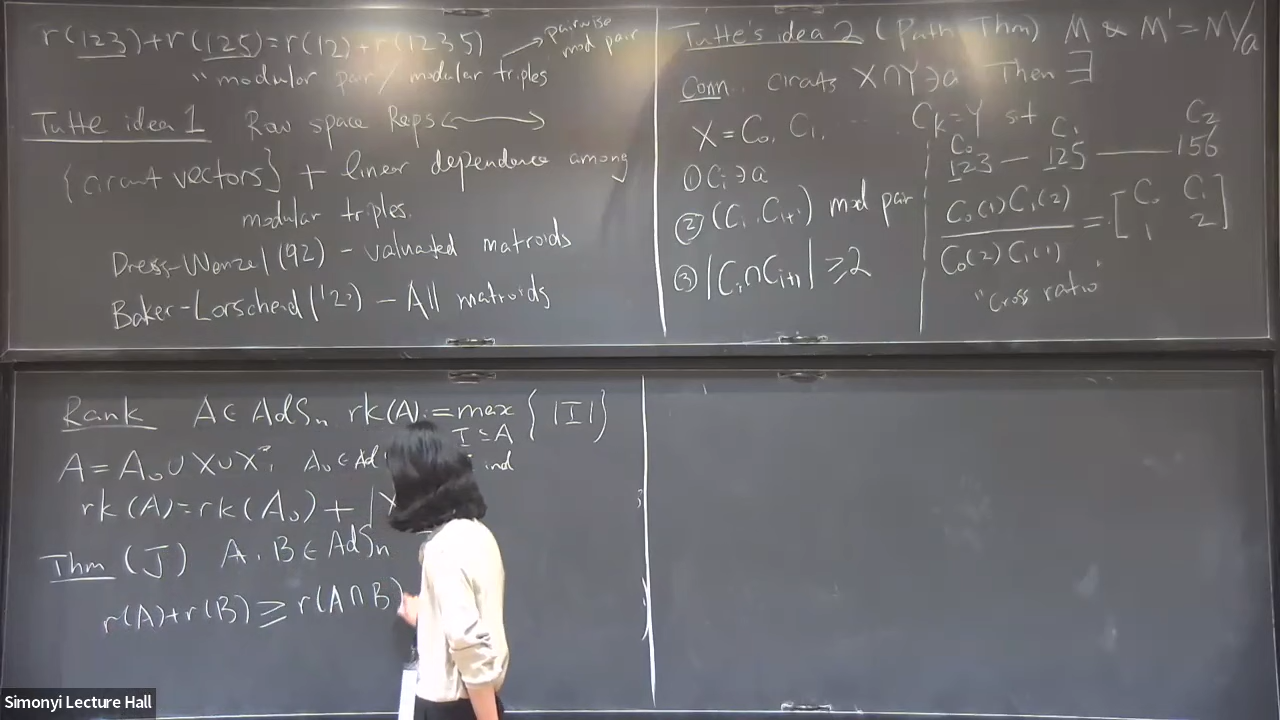 r(123)+r(125)=r(12)+r(1235)
pairwise
mod pair
"modular pair / modular triples
Tutte idea 1 Row space Reps ⟷
{circuit vectors} + linear dependence among
modular triples.
Dress-Wenzel (92) – valuated matroids
Baker-Lorscheid ('2 ) – All matroids
Tutte's idea 2 (Path Thm) M & M' = M/a
Conn. circuits X∩Y∋a Then ∃
X = C₀, C₁, ... Cₖ=Y s.t
① Cᵢ∋a
② (Cᵢ, Cᵢ₊₁) mod pair
③ |Cᵢ∩Cᵢ₊₁| ≥2
C₀ C₁ C₂
123 — 125 — 156
C₀(1)C₁(2)
/ C₀(2)C₁(1) = [C₀ C₁
1 2]
"Cross ratio"
Rank A∈AdSₙ rk(A) := max { |I| }
I⊆A
ind
A = A₀∪X∪X*, A₀∈Ad
rk(A)=rk(A₀)+|X
Thm (J) A, B∈AdSₙ
r(A)+r(B) ≥ r(A∩B)
Simonyi Lecture Hall